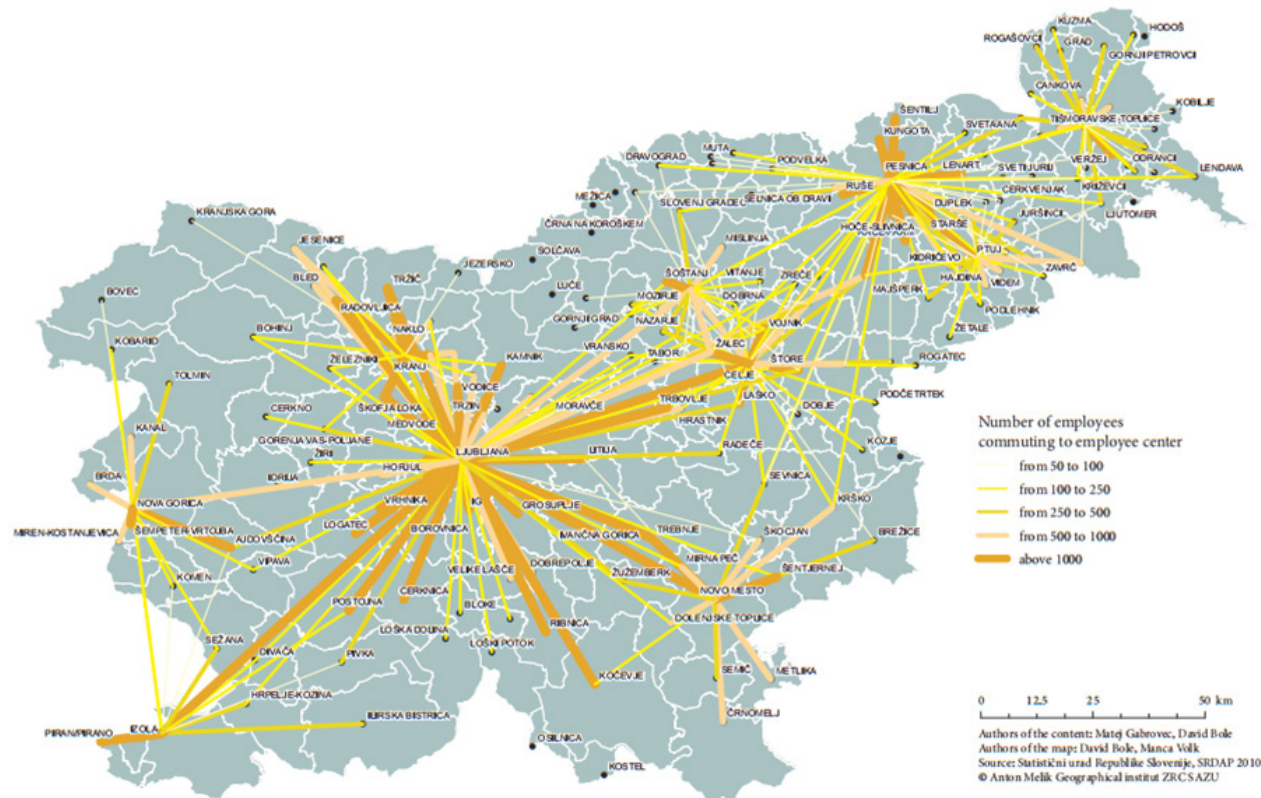 KUZMA
HODOŠ
ROGAŠOVCI
GRAD
GORNJI PETROVCI
CANKOVA
KOBILJE
ŠENTILJ
TIŠMORAVSKE-TOPLICE
KUNGOTA
SVETA ANA
MUTA
DRAVOGRAD
PODVELKA
PESNICA
LENART
SVETI JURIJ
VERŽEJ
ODRANCI
LENDAVA
RUŠE
MEŽICA
SELNICA OB DRAVI
CERKVENJAK
KRIŽEVCI
SLOVENJ GRADEC
DUPLEK
LJUTOMER
KRANJSKA GORA
ČRNA NA KOROŠKEM
HOČE-SLIVNICA
STARŠE
JURŠINCI
JESENICE
MISLINJA
PTUJ
SOLČAVA
KIDRIČEVO
BLED
TRŽIČ
JEZERSKO
ŠOŠTANJ
VITANJE
ZREČE
HAJDINA
VIDEM
ZAVRČ
BOVEC
LUČE
MOZIRJE
DOBRNA
MAJŠPERK
RADOVLJICA
PODLEHNIK
GORNJI GRAD
NAZARJE
VOJNIK
ŽETALE
KOBARID
BOHINJ
NAKLO
VRANSKO
ŽALEC
TABOR
ŠTORE
ŽELEZNIKI
KRANJ
KAMNIK
ROGATEC
TOLMIN
CELJE
VODICE
ŠKOFJA LOKA
TRZIN
MORAVČE
TRBOVLJE
LAŠKO
PODČETRTEK
CERKNO
MEDVODE
HRASTNIK
DOBJE
KANAL
GORENJA VAS-POLJANE
LJUBLJANA
LITIJA
RADEČE
KOZJE
ŽIRI
HORJUL
BRDA
IDRIJA
SEVNICA
NOVA GORICA
VRHNIKA
IG
GROSUPLJE
KRŠKO
MIREN-KOSTANJEVICA
ŠEMPETER-VRTOJBA
LOGATEC
BOROVNICA
TREBNJE
ŠKOCJAN
AJDOVŠČINA
IVANČNA GORICA
BREŽICE
VIPAVA
DOBREPOLJE
MIRNA PEČ
VELIKE LAŠČE
ŽUŽEMBERK
ŠENTJERNEJ
KOMEN
CERKNICA
NOVO MESTO
POSTOJNA
BLOKE
RIBNICA
DOLENJSKE-TOPLICE
SEŽANA
LOŠKA DOLINA
LOŠKI POTOK
DIVAČA
PIVKA
KOČEVJE
SEMIČ
METLIKA
HRPELJE-KOZINA
ČRNOMELJ
IZOLA
PIRAN/PIRANO
ILIRSKA BISTRICA
OSILNICA
KOSTEL
Number of employees
commuting to employee center
from 50 to 100
from 100 to 250
from 250 to 500
from 500 to 1000
above 1000
0 12,5 25 50 km
Authors of the content: Matej Gabrovec, David Bole
Authors of the map: David Bole, Manca Volk
Source: Statistični urad Republike Slovenije, SRDAP 2010
© Anton Melik Geographical institut ZRC SAZU